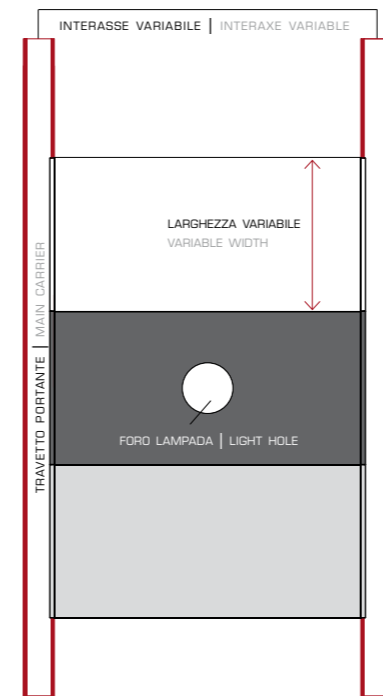 INTERASSE VARIABILE | INTERAXE VARIABLE
LARGHEZZA VARIABILE
VARIABLE WIDTH
TRAVETTO PORTANTE | MAIN CARRIER
FORO LAMPADA | LIGHT HOLE